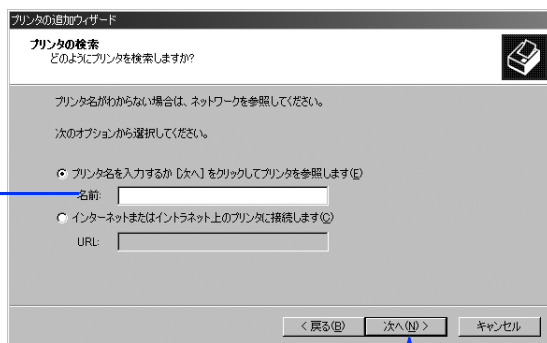 プリンタの追加ウィザード
プリンタの検索
どのようにプリンタを検索しますか?
プリンタ名がわからない場合は、ネットワークを参照してください。
次のオプションから選択してください。
プリンタ名を入力するか [次へ] をクリックしてプリンタを参照します(E)
名前:
インターネットまたはイントラネット上のプリンタに接続します(C)
URL:
< 戻る(B) 次へ(N) > キャンセル